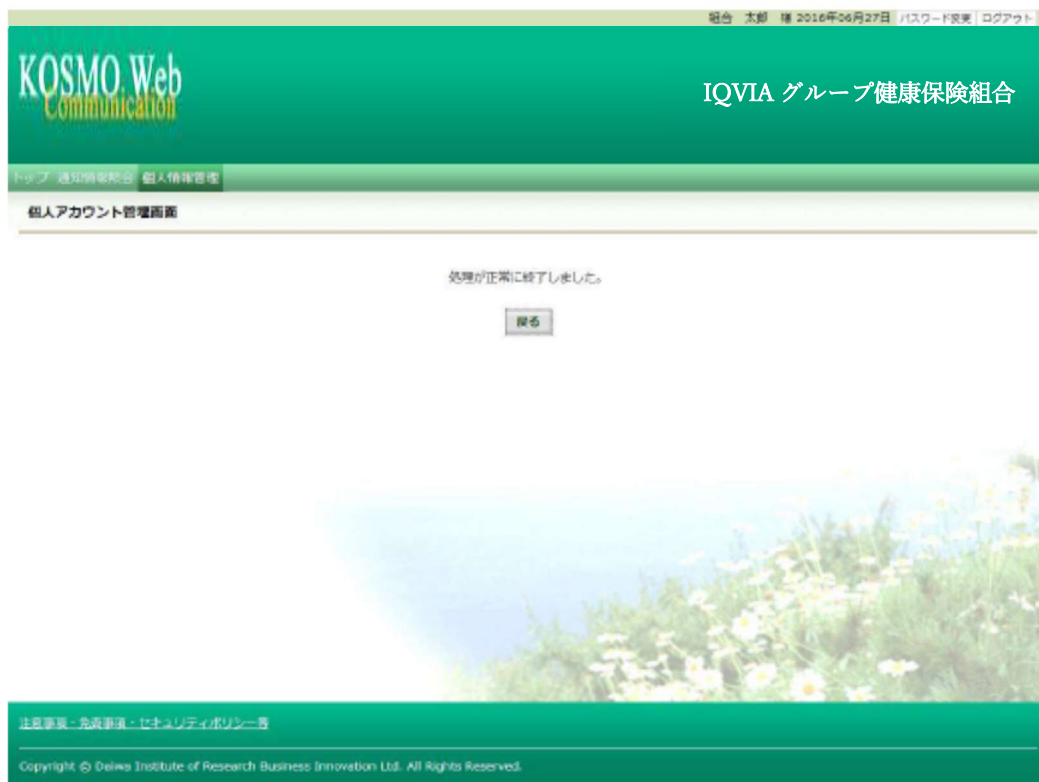 組合 太郎 様 2016年06月27日 パスワード変更 ログアウト
KOSMO Web
Communication
IQVIA グループ健康保険組合
トップ 通知情報照会 個人情報管理
個人アカウント管理画面
処理が正常に終了しました。
戻る
注意事項・免責事項・セキュリティポリシー等
Copyright © Daiwa Institute of Research Business Innovation Ltd. All Rights Reserved.